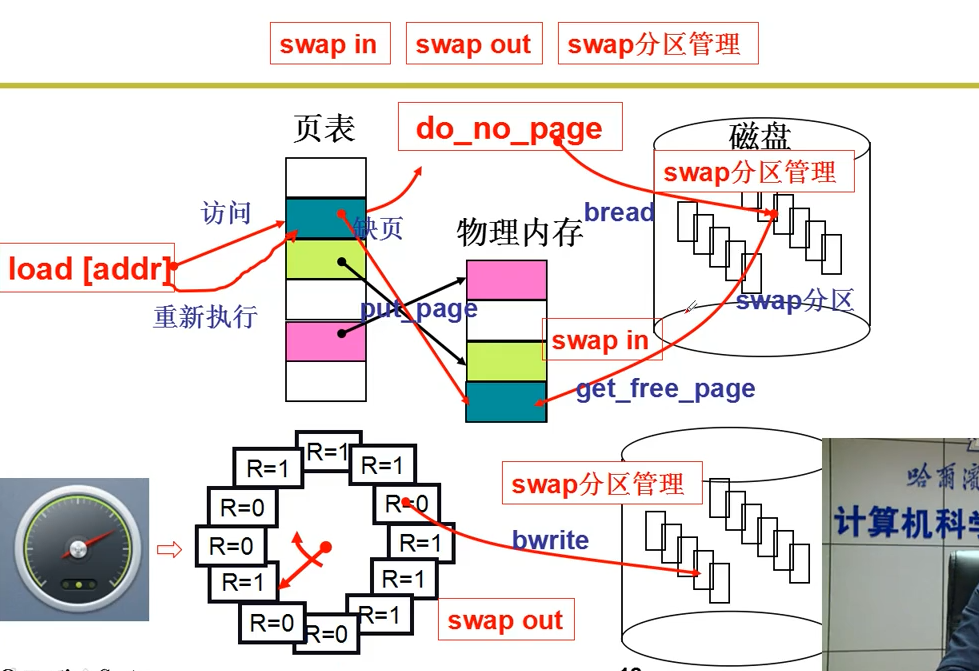 swap in
swap out
swap分区管理
页表
do_no_page
磁盘
swap分区管理
访问
缺页
bread
物理内存
load [addr]
重新执行
put_page
swap分区
swap in
get_free_page
R=1
R=1
R=1
R=0
R=0
R=0
R=1
R=1
R=1
R=0
R=0
R=1
swap分区管理
bwrite
swap out
哈尔滨
计算机科学